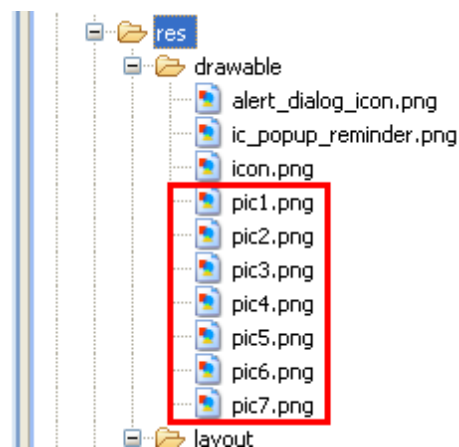 res
drawable
alert_dialog_icon.png
ic_popup_reminder.png
icon.png
pic1.png
pic2.png
pic3.png
pic4.png
pic5.png
pic6.png
pic7.png
layout